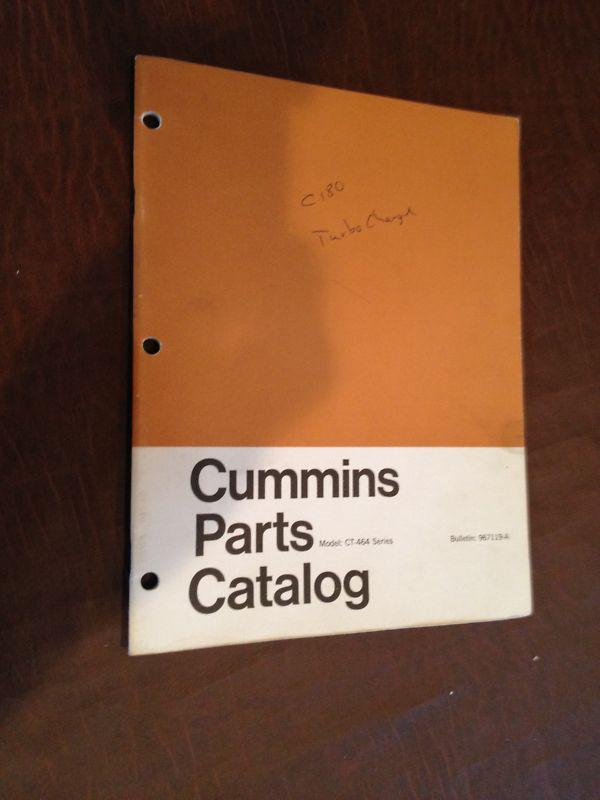 C180
Turbo Charged
Cummins
Parts
Model: CT-464 Series
Bulletin: 967119-A
Catalog